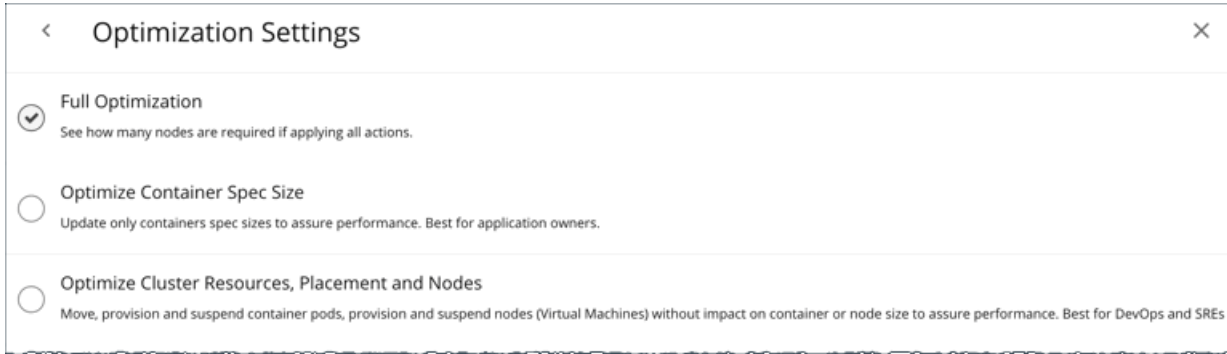 Optimization Settings
Full Optimization
See how many nodes are required if applying all actions.
Optimize Container Spec Size
Update only containers spec sizes to assure performance. Best for application owners.
Optimize Cluster Resources, Placement and Nodes
Move, provision and suspend container pods, provision and suspend nodes (Virtual Machines) without impact on container or node size to assure performance. Best for DevOps and SREs